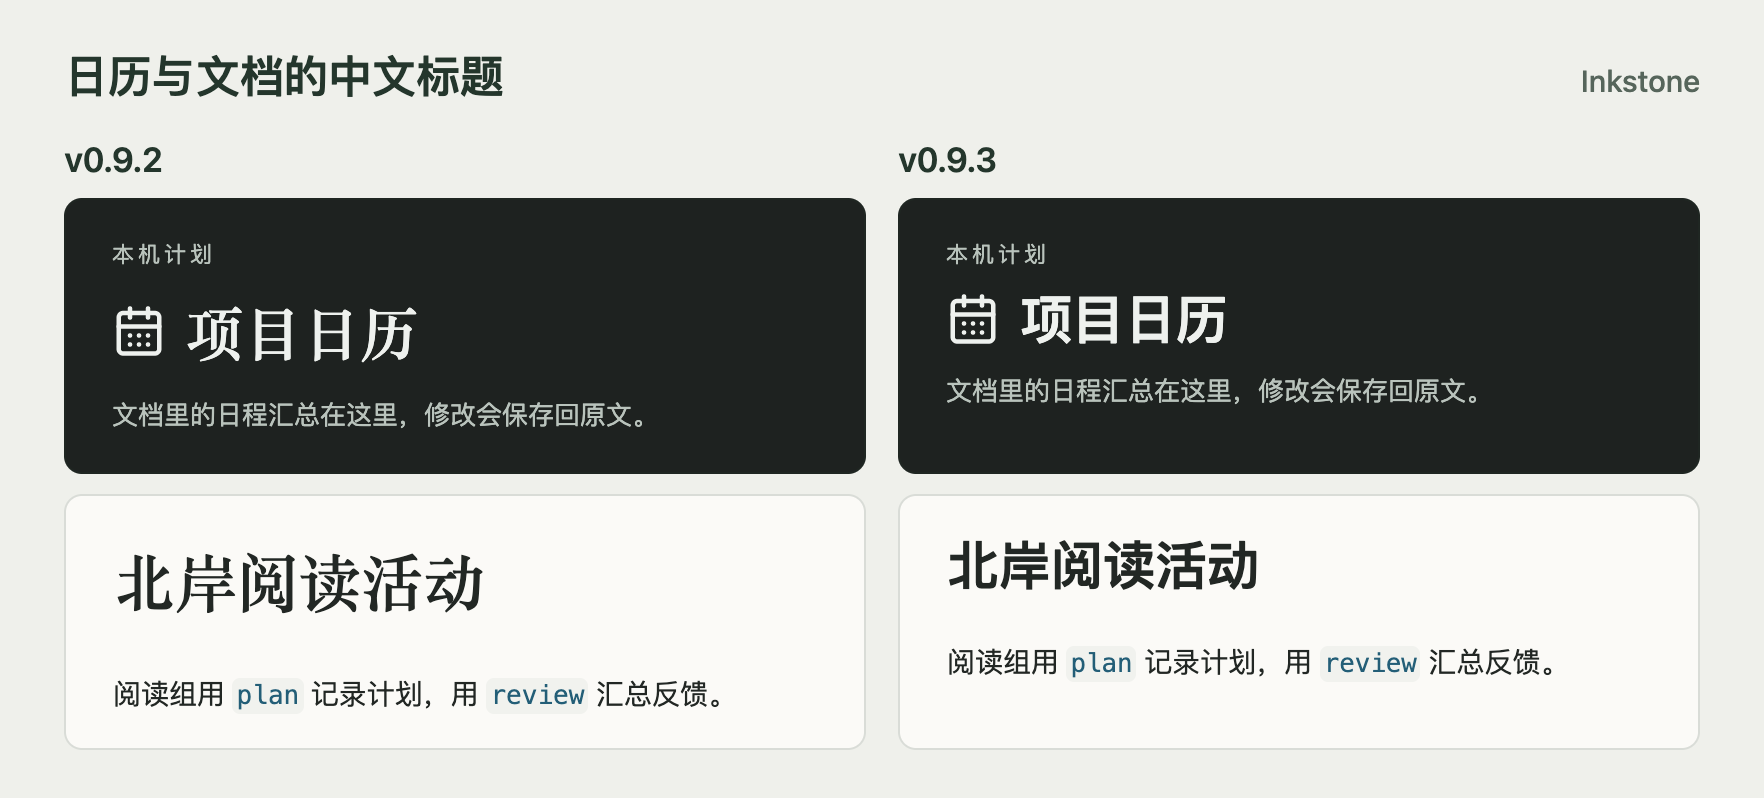 日历与文档的中文标题
Inkstone
v0.9.2
本机计划
项目日历
文档里的日程汇总在这里，修改会保存回原文。
北岸阅读活动
阅读组用 plan 记录计划，用 review 汇总反馈。
v0.9.3
本机计划
项目日历
文档里的日程汇总在这里，修改会保存回原文。
北岸阅读活动
阅读组用 plan 记录计划，用 review 汇总反馈。